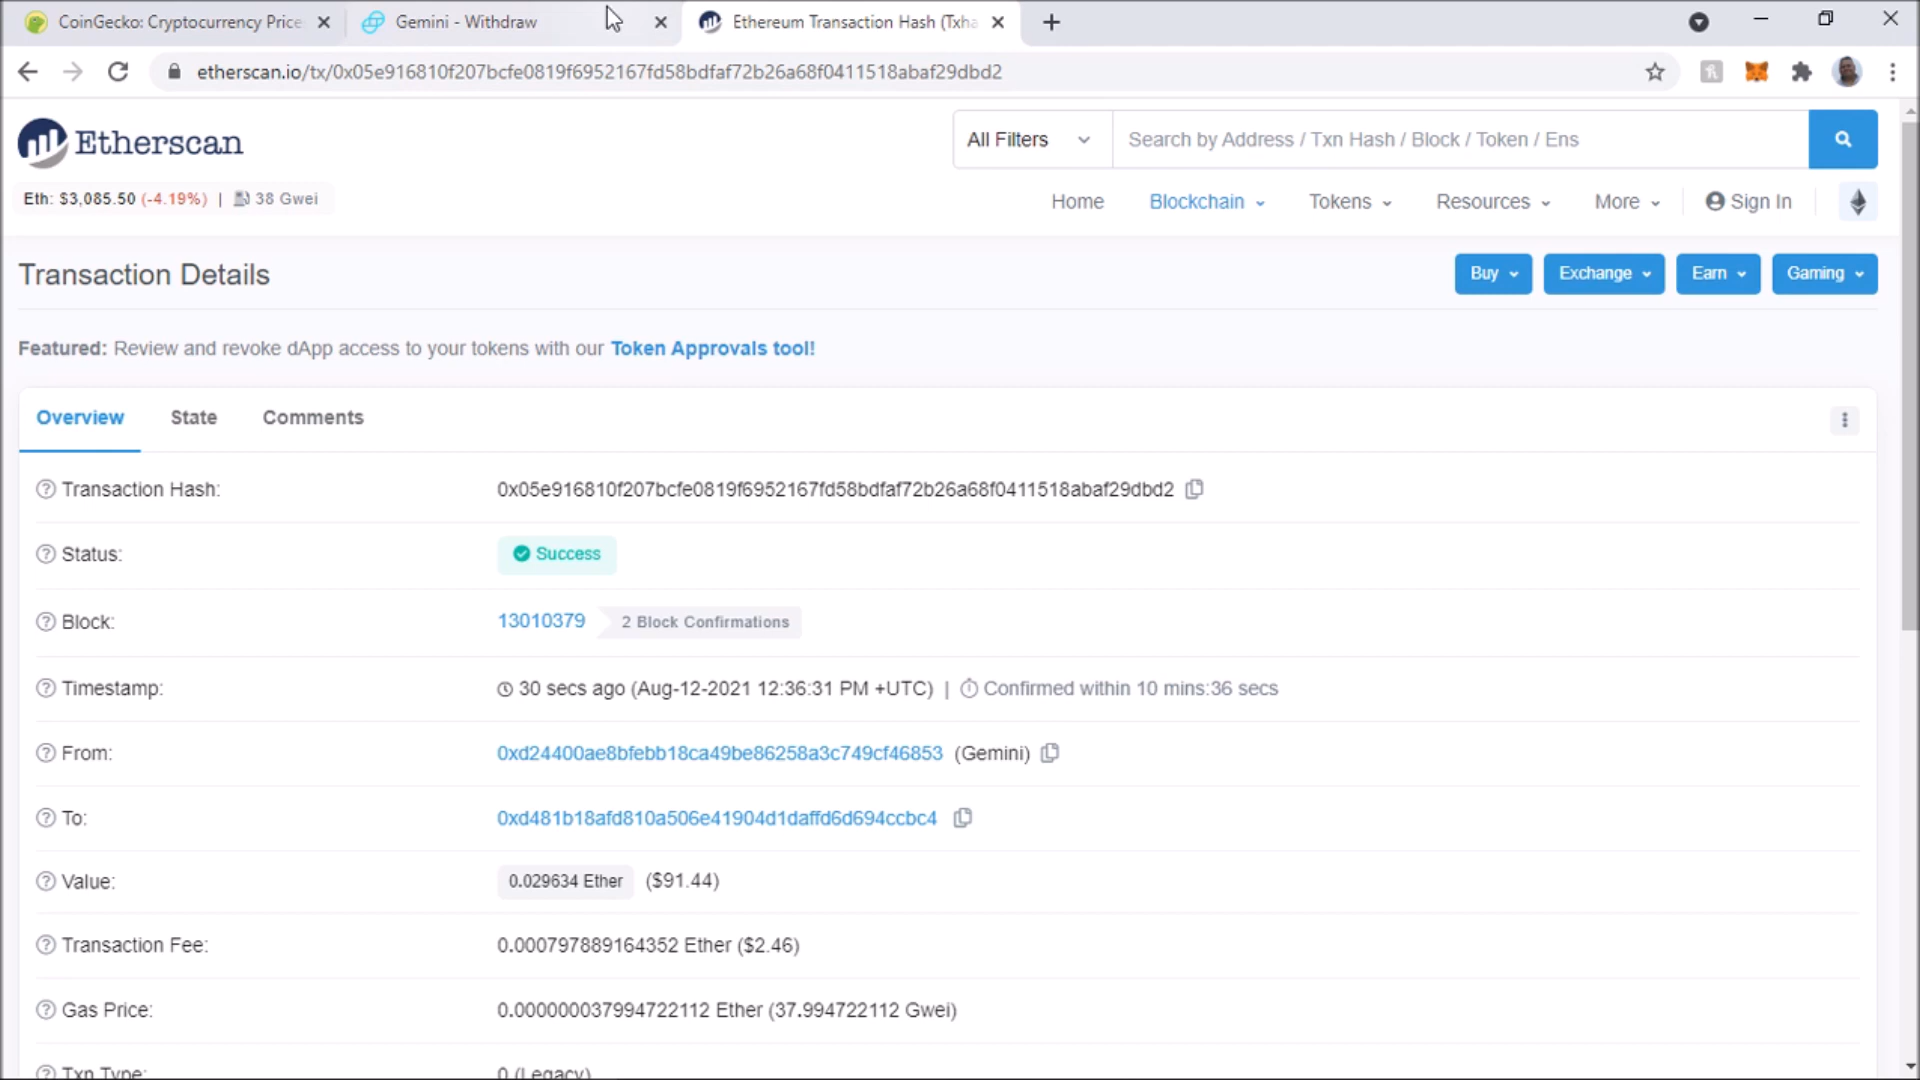 CoinGecko: Cryptocurrency Price
Gemini - Withdraw
Ethereum Transaction Hash (Txha
etherscan.io/tx/0x05e916810f207bcfe0819f6952167fd58bdfaf72b26a68f0411518abaf29dbd2
Etherscan
All Filters
Search by Address / Txn Hash / Block / Token / Ens
Eth: $3,085.50 (-4.19%) | 38 Gwei
Home
Blockchain
Tokens
Resources
More
Sign In
Transaction Details
Buy
Exchange
Earn
Gaming
Featured: Review and revoke dApp access to your tokens with our Token Approvals tool!
Overview
State
Comments
Transaction Hash:
0x05e916810f207bcfe0819f6952167fd58bdfaf72b26a68f0411518abaf29dbd2
Status:
Success
Block:
13010379
2 Block Confirmations
Timestamp:
30 secs ago (Aug-12-2021 12:36:31 PM +UTC) | Confirmed within 10 mins:36 secs
From:
0xd24400ae8bfebb18ca49be86258a3c749cf46853 (Gemini)
To:
0xd481b18afd810a506e41904d1daffd6d694ccbc4
Value:
0.029634 Ether ($91.44)
Transaction Fee:
0.000797889164352 Ether ($2.46)
Gas Price:
0.000000037994722112 Ether (37.994722112 Gwei)
Txn Type:
0 (Legacy)